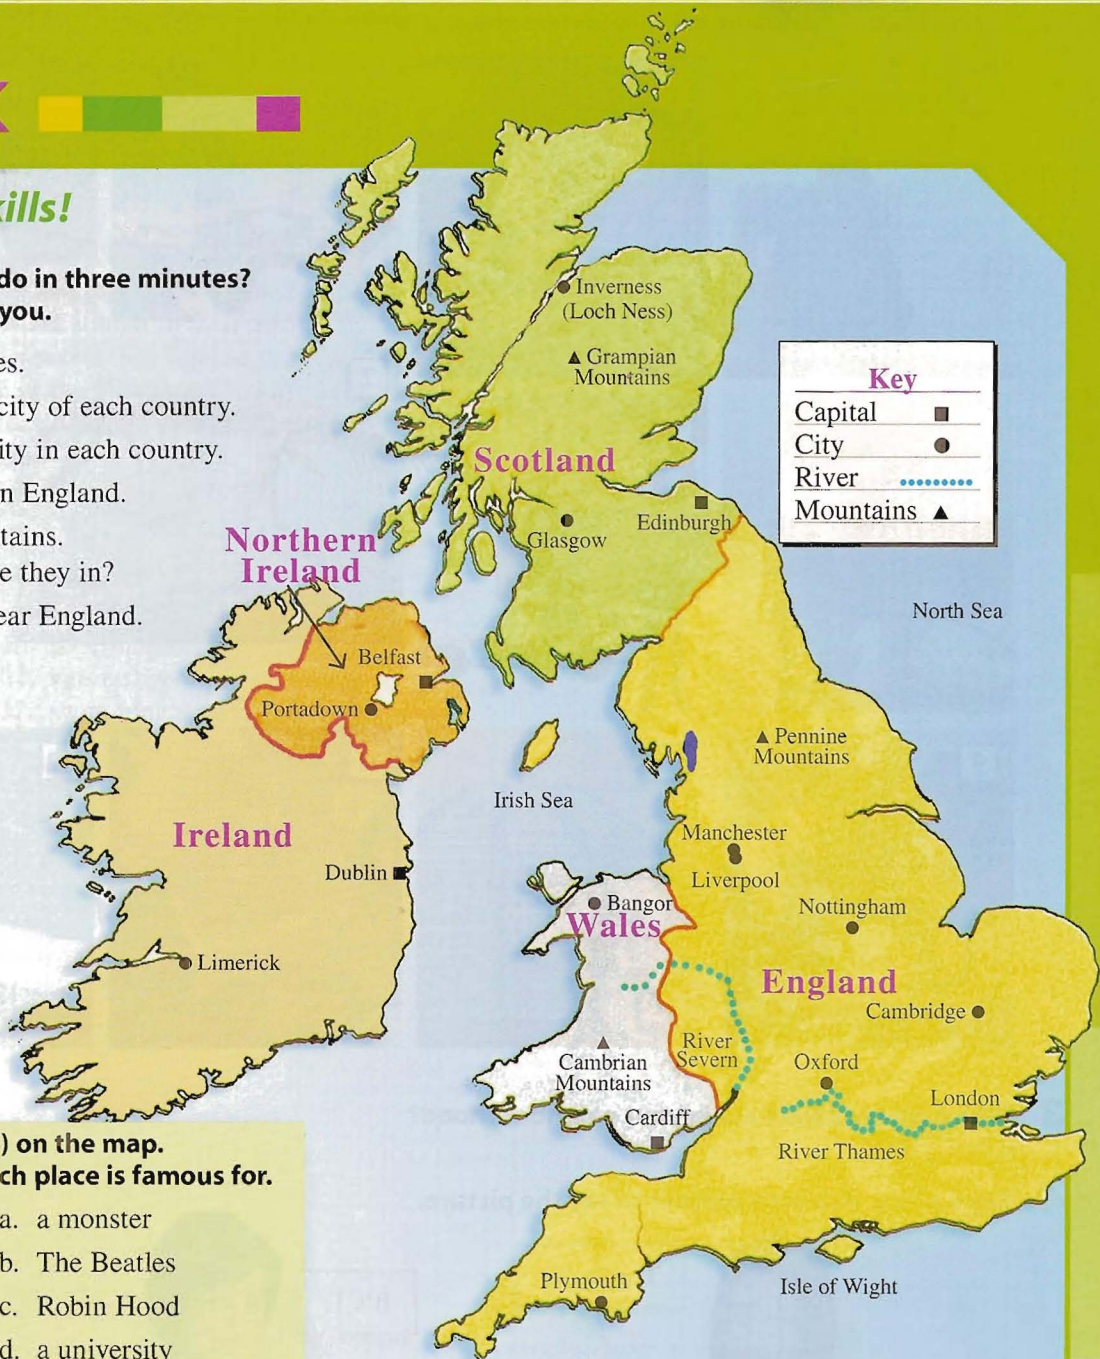 kills!
do in three minutes?
you.
es.
city of each country.
ity in each country.
n England.
tains.
e they in?
ear England.
Inverness
(Loch Ness)
Grampian
Mountains
Key
Capital
City
River
Mountains
Scotland
Edinburgh
Glasgow
Northern
Ireland
North Sea
Belfast
Portadown
Pennine
Mountains
Irish Sea
Ireland
Manchester
Liverpool
Dublin
Bangor
Wales
Nottingham
Limerick
England
Cambridge
River
Severn
Cambrian
Mountains
Oxford
London
Cardiff
River Thames
) on the map.
ch place is famous for.
a. a monster
b. The Beatles
c. Robin Hood
d. a university
Plymouth
Isle of Wight